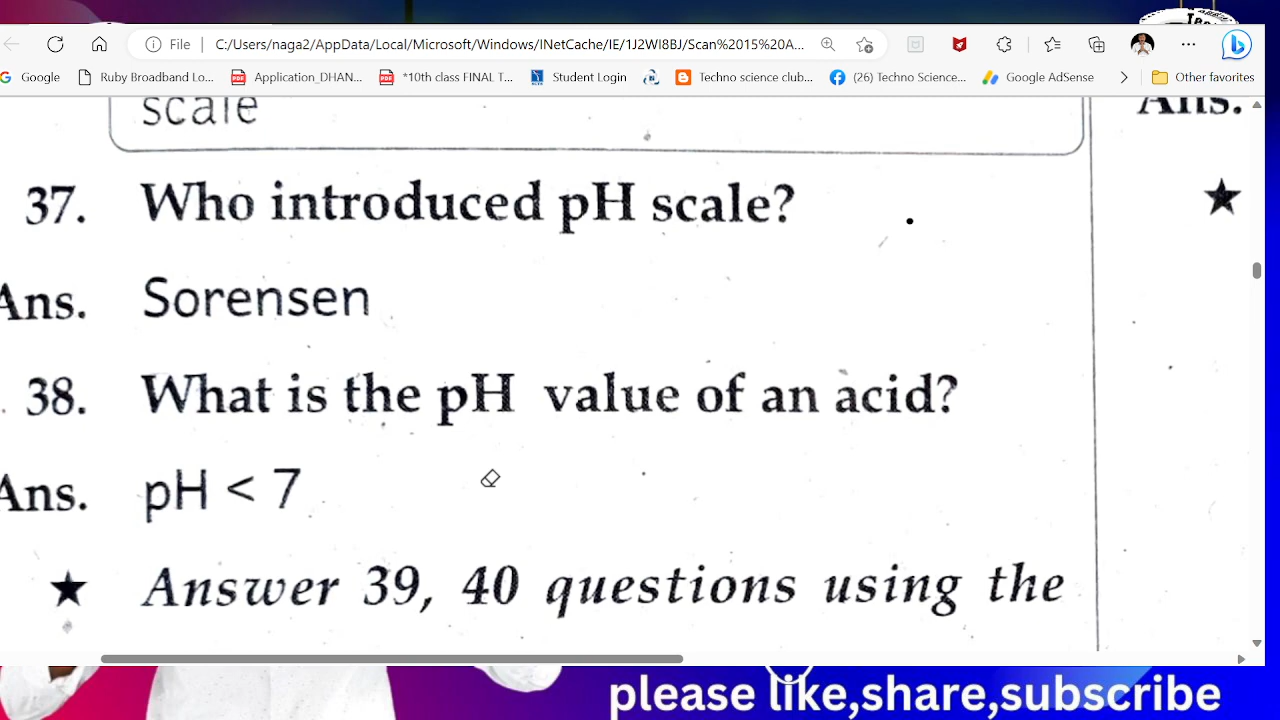 File C:/Users/naga2/AppData/Local/Microsoft/Windows/INetCache/IE/1J2WI8BJ/Scan%2015%20A...
Google Ruby Broadband Lo... Application_DHAN... *10th class FINAL T... Student Login Techno science club... (26) Techno Science... Google AdSense Other favorites
scale
Ans.
37. Who introduced pH scale?
Ans. Sorensen
38. What is the pH value of an acid?
Ans. pH < 7
★ Answer 39, 40 questions using the
please like,share,subscribe